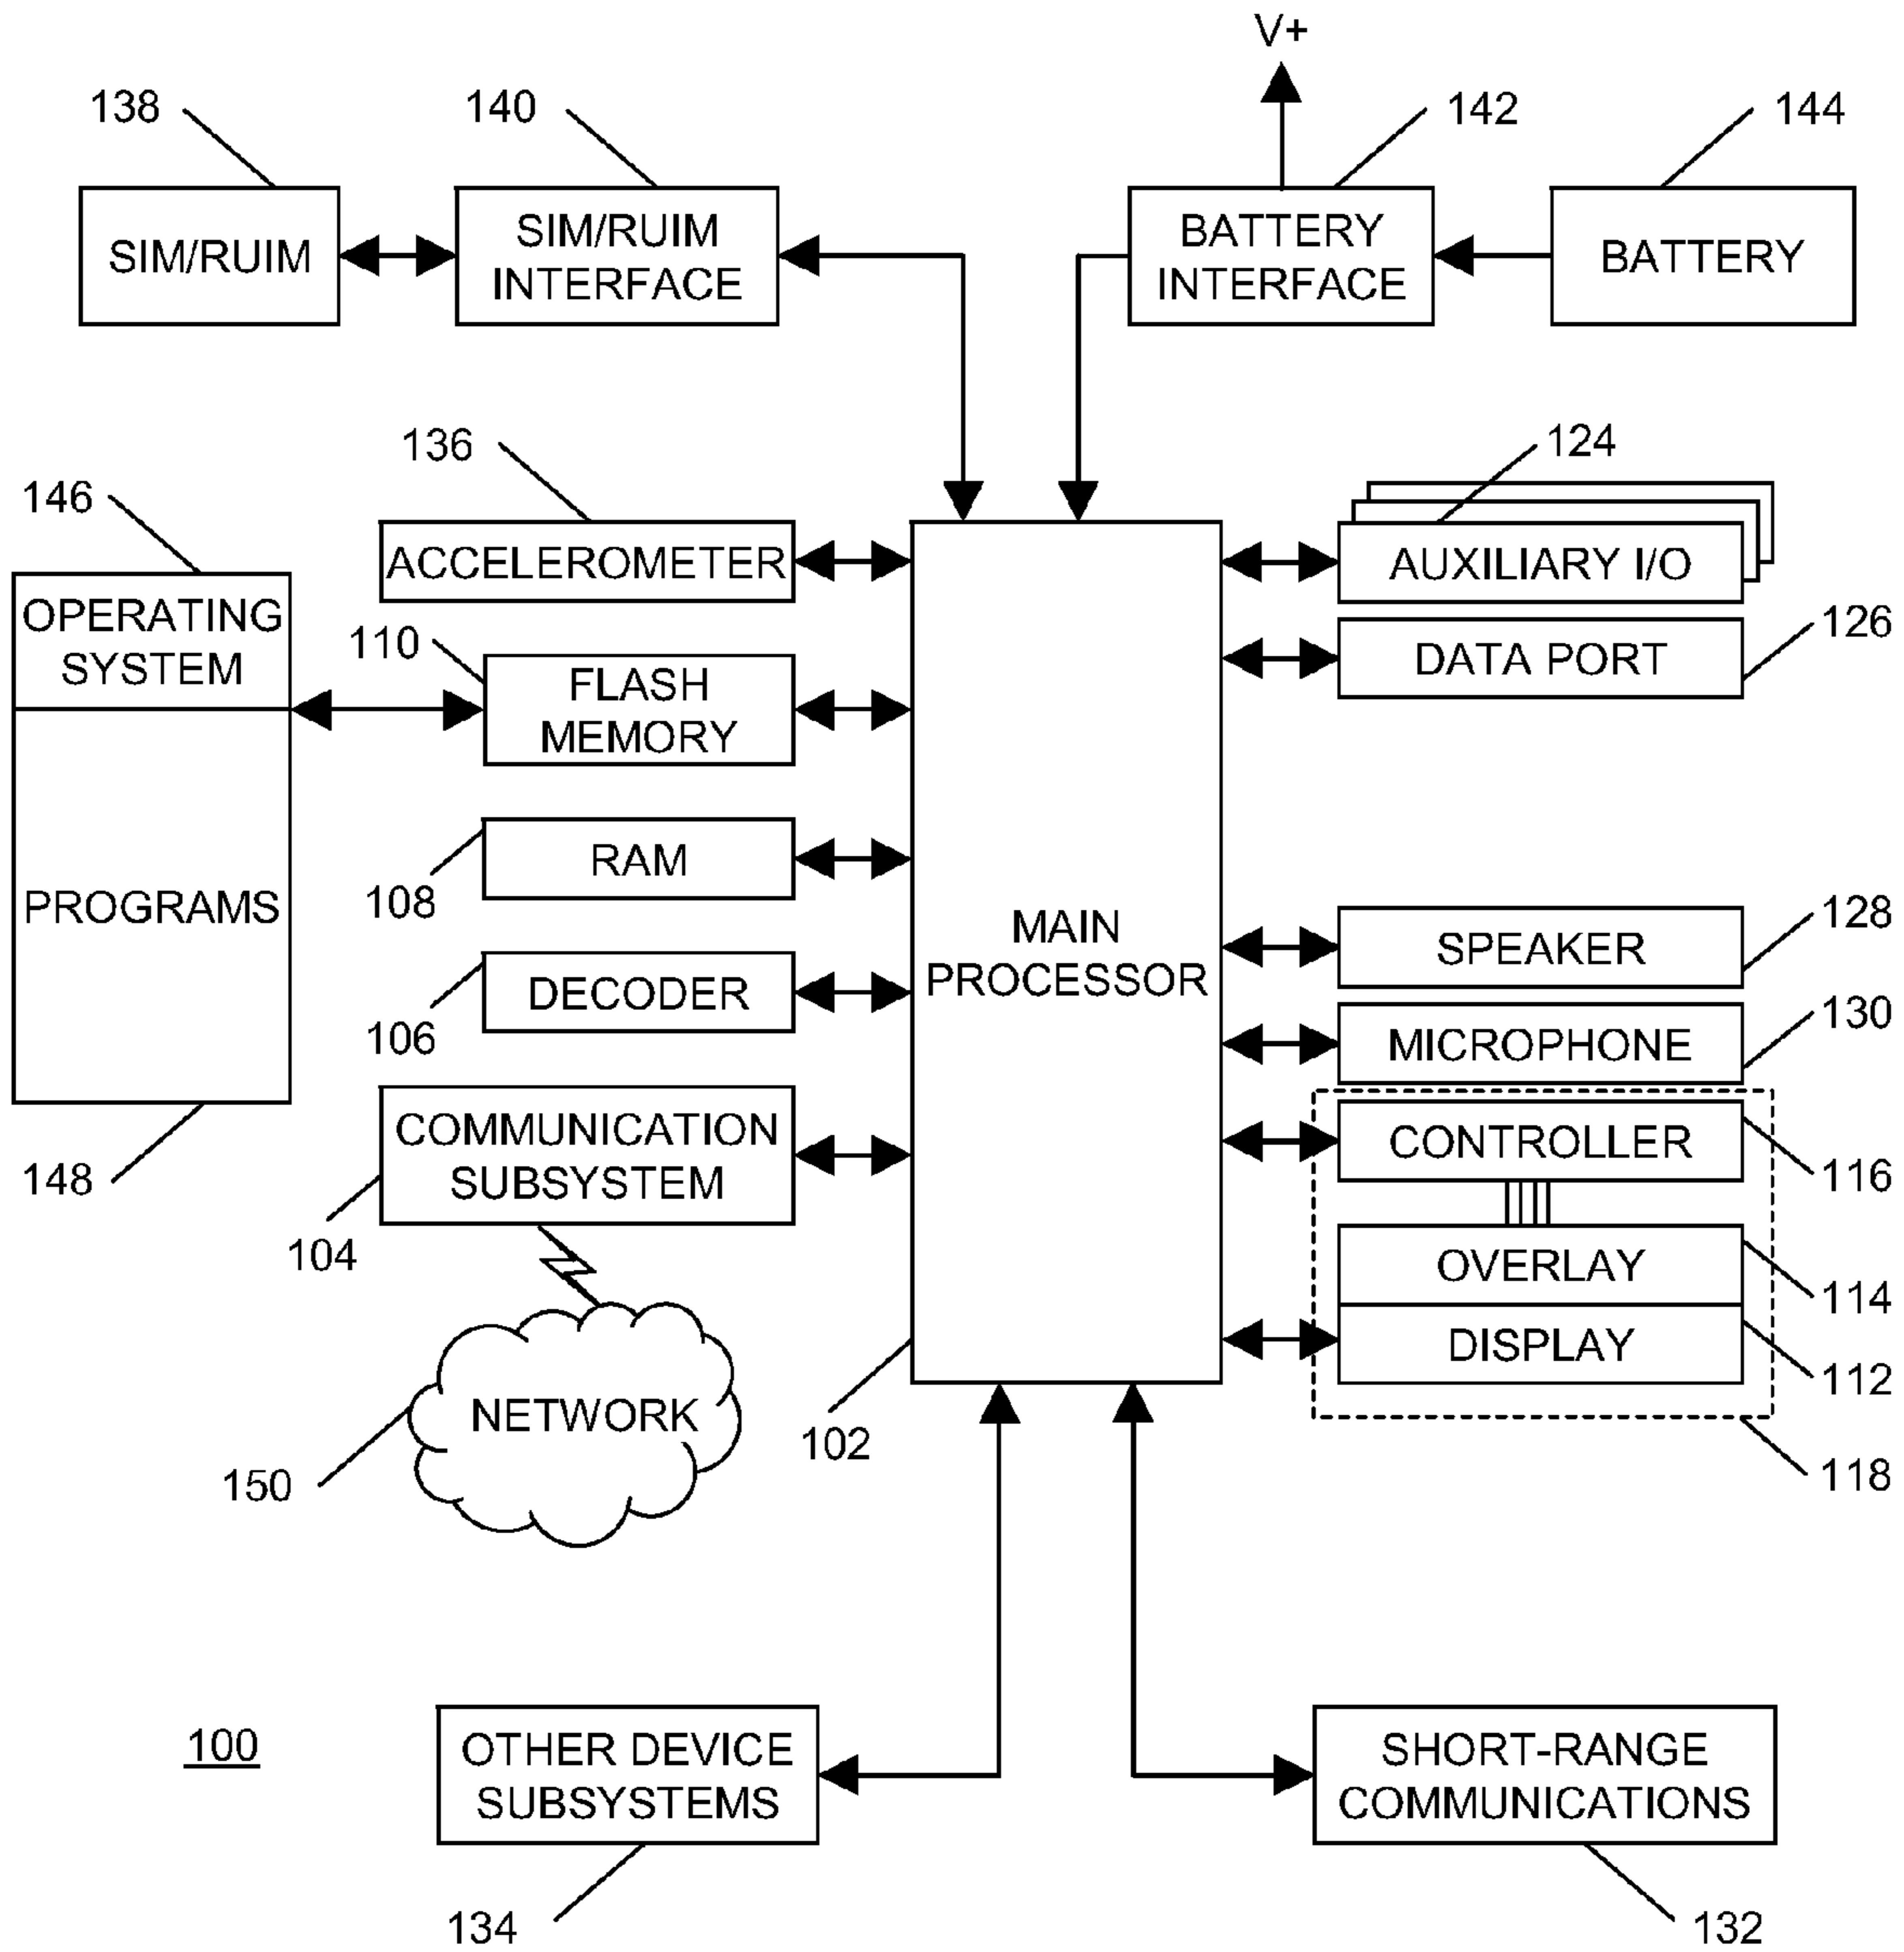 V+
138
140
142
144
SIM/RUIM
SIM/RUIM
INTERFACE
BATTERY
INTERFACE
BATTERY
136
124
146
ACCELEROMETER
AUXILIARY I/O
OPERATING
SYSTEM
110
126
FLASH
MEMORY
DATA PORT
RAM
108
PROGRAMS
MAIN
PROCESSOR
128
SPEAKER
DECODER
106
130
MICROPHONE
COMMUNICATION
SUBSYSTEM
CONTROLLER
148
116
104
OVERLAY
114
DISPLAY
112
NETWORK
102
150
118
100
OTHER DEVICE
SUBSYSTEMS
SHORT-RANGE
COMMUNICATIONS
134
132